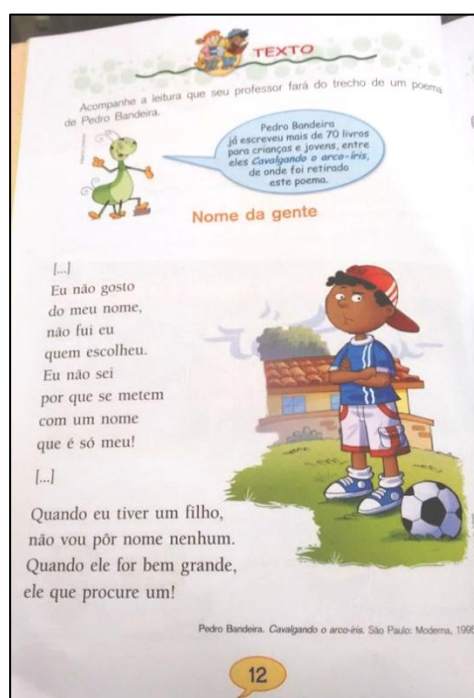 TEXTO
Acompanhe a leitura que seu professor fará do trecho de um poema
de Pedro Bandeira.
Pedro Bandeira
já escreveu mais de 70 livros
para crianças e jovens, entre
eles Cavalgando o arco-íris,
de onde foi retirado
este poema.
Nome da gente
[...]
Eu não gosto
do meu nome,
não fui eu
quem escolheu.
Eu não sei
por que se metem
com um nome
que é só meu!
[...]
Quando eu tiver um filho,
não vou pôr nome nenhum.
Quando ele for bem grande,
ele que procure um!
Pedro Bandeira. Cavalgando o arco-íris. São Paulo: Moderna, 1995
12